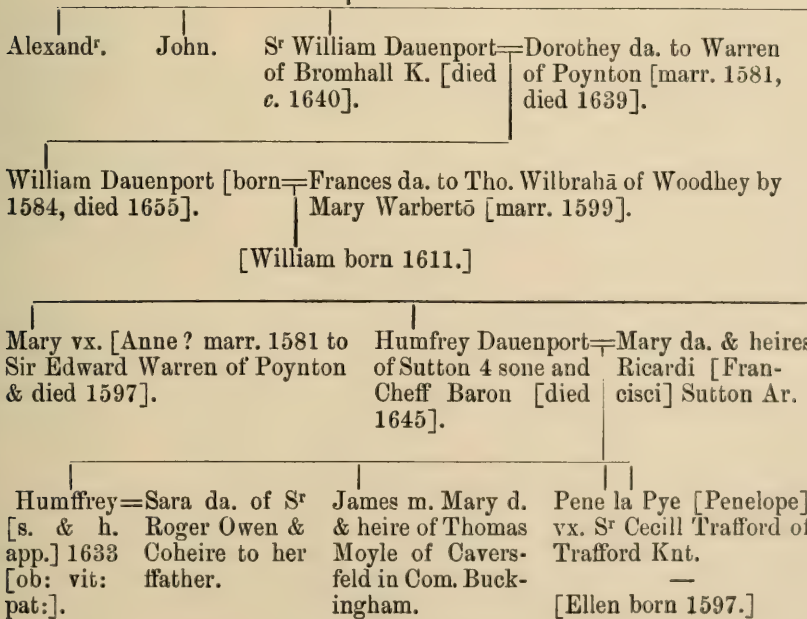 Alexandʳ.
John.
Sʳ William Dauenport=Dorothey da. to Warren
of Bromhall K. [died
c. 1640].
of Poynton [marr. 1581,
died 1639].
William Dauenport [born=Frances da. to Tho. Wilbrahā of Woodhey by
1584, died 1655].
Mary Warbertō [marr. 1599).
[William born 1611.]
Mary vx. [Anne? marr. 1581 to
Sir Edward Warren of Poynton
& died 1597].
Humfrey Dauenport=Mary da. & heires
of Sutton 4 sone and
Cheff Baron [died
1645].
Ricardi [Fran-
cisci] Sutton Ar.
Humffrey=Sara da. of Sʳ
[s. & h.
app.] 1633
[ob: vit:
pat:].
Roger Owen &
Coheire to her
ffather.
James m. Mary d.
& heire of Thomas
Moyle of Cavers-
feld in Com. Buck-
ingham.
Pene la Pye [Penelope]
vx. Sʳ Cecill Trafford of
Trafford Knt.
—
[Ellen born 1597.]